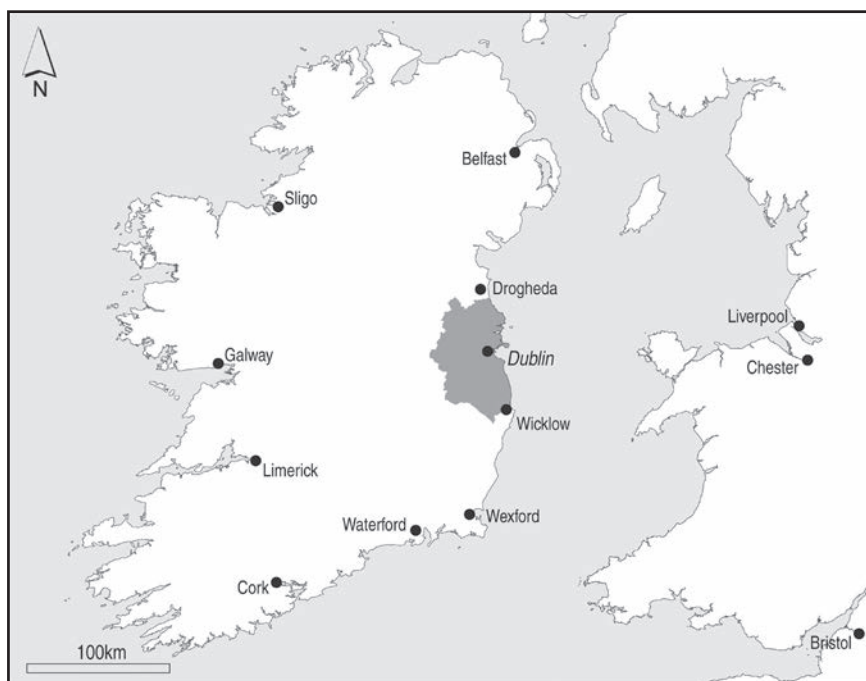 N
Belfast
Sligo
Drogheda
Liverpool
Galway
Dublin
Chester
Wicklow
Limerick
Wexford
Waterford
Cork
Bristol
100km